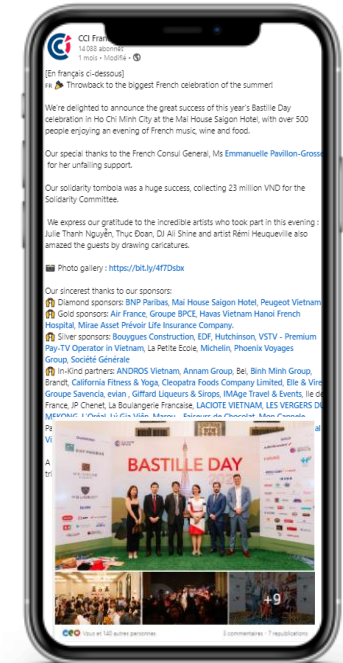 CCI Fran
14 088 abonnés
1 mois • Modifié •
[En français ci-dessous]
FR Throwback to the biggest French celebration of the summer!
We're delighted to announce the great success of this year's Bastille Day
celebration in Ho Chi Minh City at the Mai House Saigon Hotel, with over 500
people enjoying an evening of French music, wine and food.
Our special thanks to the French Consul General, Ms Emmanuelle Pavillon-Grosse
for her unfailing support.
Our solidarity tombola was a huge success, collecting 23 million VND for the
Solidarity Committee.
We express our gratitude to the incredible artists who took part in this evening :
Julie Thanh Nguyễn, Thục Đoan, DJ Ali Shine and artist Rémi Heuqueville also
amazed the guests by drawing caricatures.
Photo gallery : https://bit.ly/4f7Dsbx
Our sincerest thanks to our sponsors:
Diamond sponsors: BNP Paribas, Mai House Saigon Hotel, Peugeot Vietnam
Gold sponsors: Air France, Groupe BPCE, Havas Vietnam Hanoi French
Hospital, Mirae Asset Prévoir Life Insurance Company.
Silver sponsors: Bouygues Construction, EDF, Hutchinson, VSTV - Premium
Pay-TV Operator in Vietnam, La Petite Ecole, Michelin, Phoenix Voyages
Group, Société Générale
In-Kind partners: ANDROS Vietnam, Annam Group, Bel, Binh Minh Group,
Brandt, California Fitness & Yoga, Cleopatra Foods Company Limited, Elle & Vire
Groupe Savencia, evian , Giffard Liqueurs & Sirops, IMAge Travel & Events, Ile de
France, JP Chenet, La Boulangerie Francaise, LACIOTE VIETNAM, LES VERGERS DU
MEKONG, L'Oréal, Lý Gia Viên, Marou - Faiseurs de Chocolat, Mon Cannele
BASTILLE DAY
+9
Vous et 140 autres personnes
3 commentaires · 7 republications